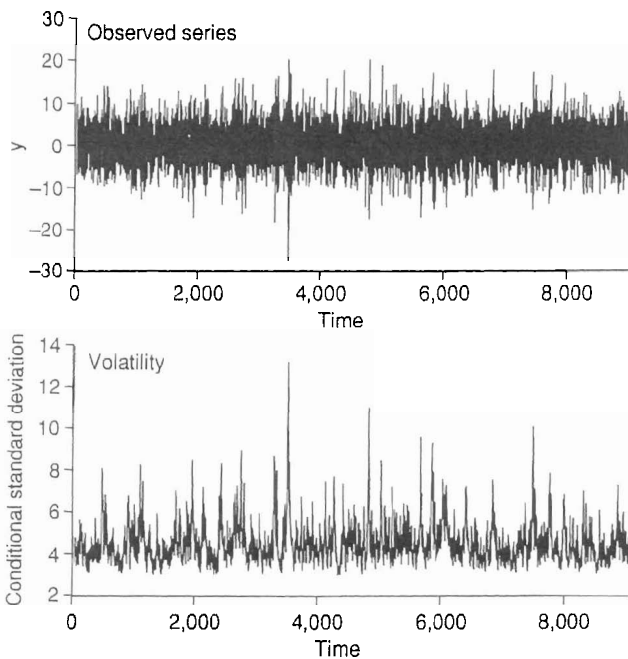 30
Observed series
20
10
y
0
−10
−20
−30
0 2,000 4,000 6,000 8,000
Time
14
Volatility
12
10
Conditional standard deviation
8
6
4
2
0 2,000 4,000 6,000 8,000
Time